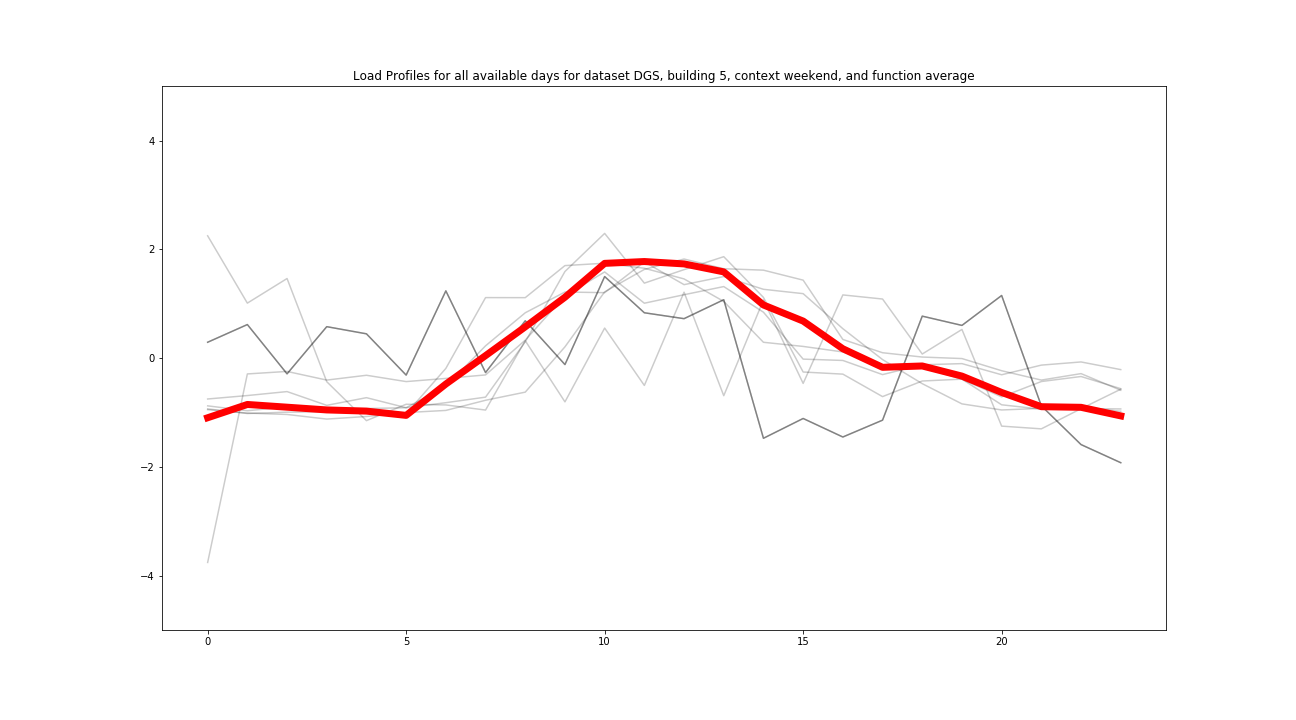 Load Profiles for all available days for dataset DGS, building 5, context weekend, and function average
4
2
0
−2
−4
0 5 10 15 20